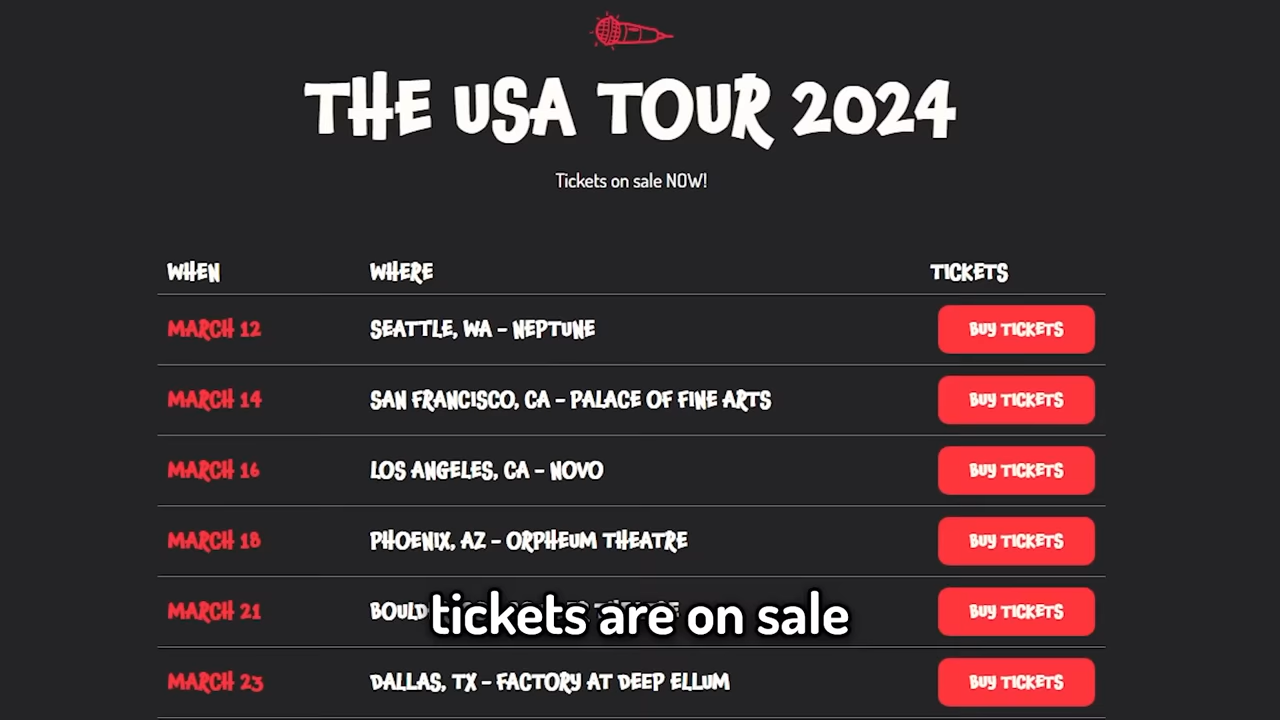 THE USA TOUR 2024
Tickets on sale NOW!
WHEN WHERE TICKETS
MARCH 12 SEATTLE, WA - NEPTUNE BUY TICKETS
MARCH 14 SAN FRANCISCO, CA - PALACE OF FINE ARTS BUY TICKETS
MARCH 16 LOS ANGELES, CA - NOVO BUY TICKETS
MARCH 18 PHOENIX, AZ - ORPHEUM THEATRE BUY TICKETS
MARCH 21 BUY TICKETS
tickets are on sale
MARCH 23 DALLAS, TX - FACTORY AT DEEP ELLUM BUY TICKETS